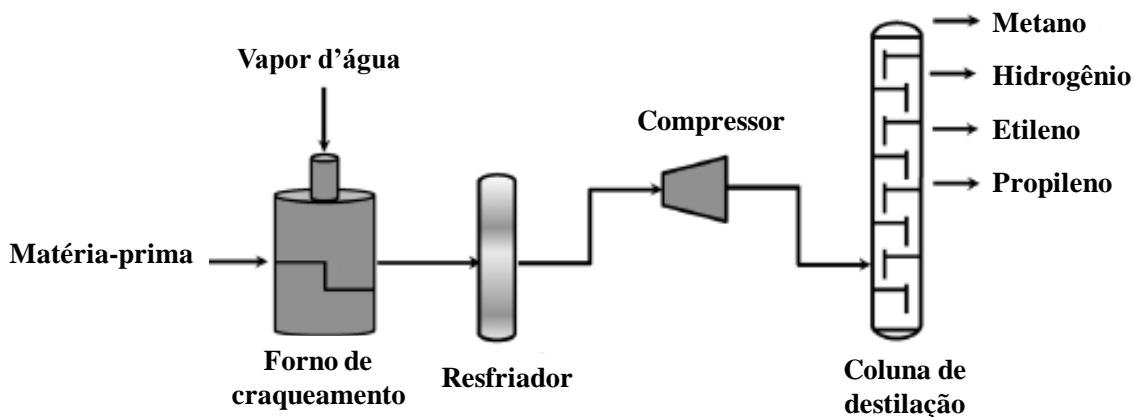 Vapor d’água
Matéria-prima
Forno de
craqueamento
Resfriador
Compressor
Coluna de
destilação
Metano
Hidrogênio
Etileno
Propileno